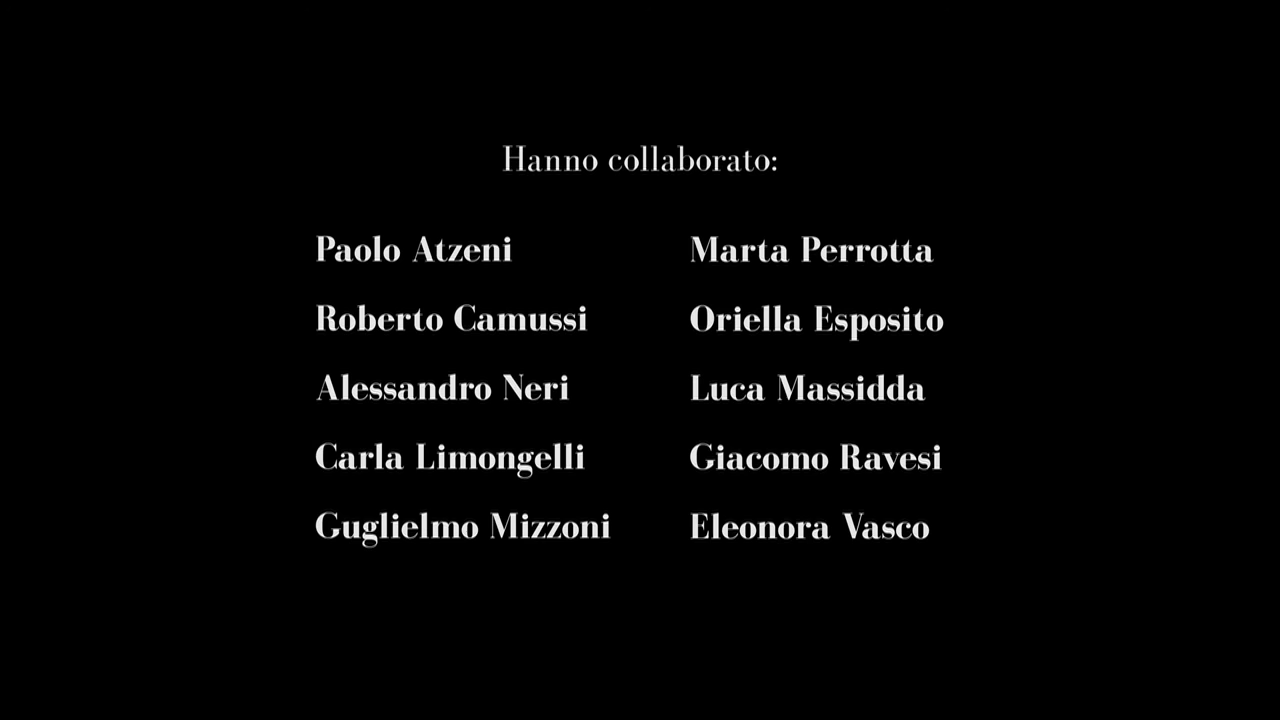 Hanno collaborato:
Paolo Atzeni
Roberto Camussi
Alessandro Neri
Carla Limongelli
Guglielmo Mizzoni
Marta Perrotta
Oriella Esposito
Luca Massidda
Giacomo Ravesi
Eleonora Vasco